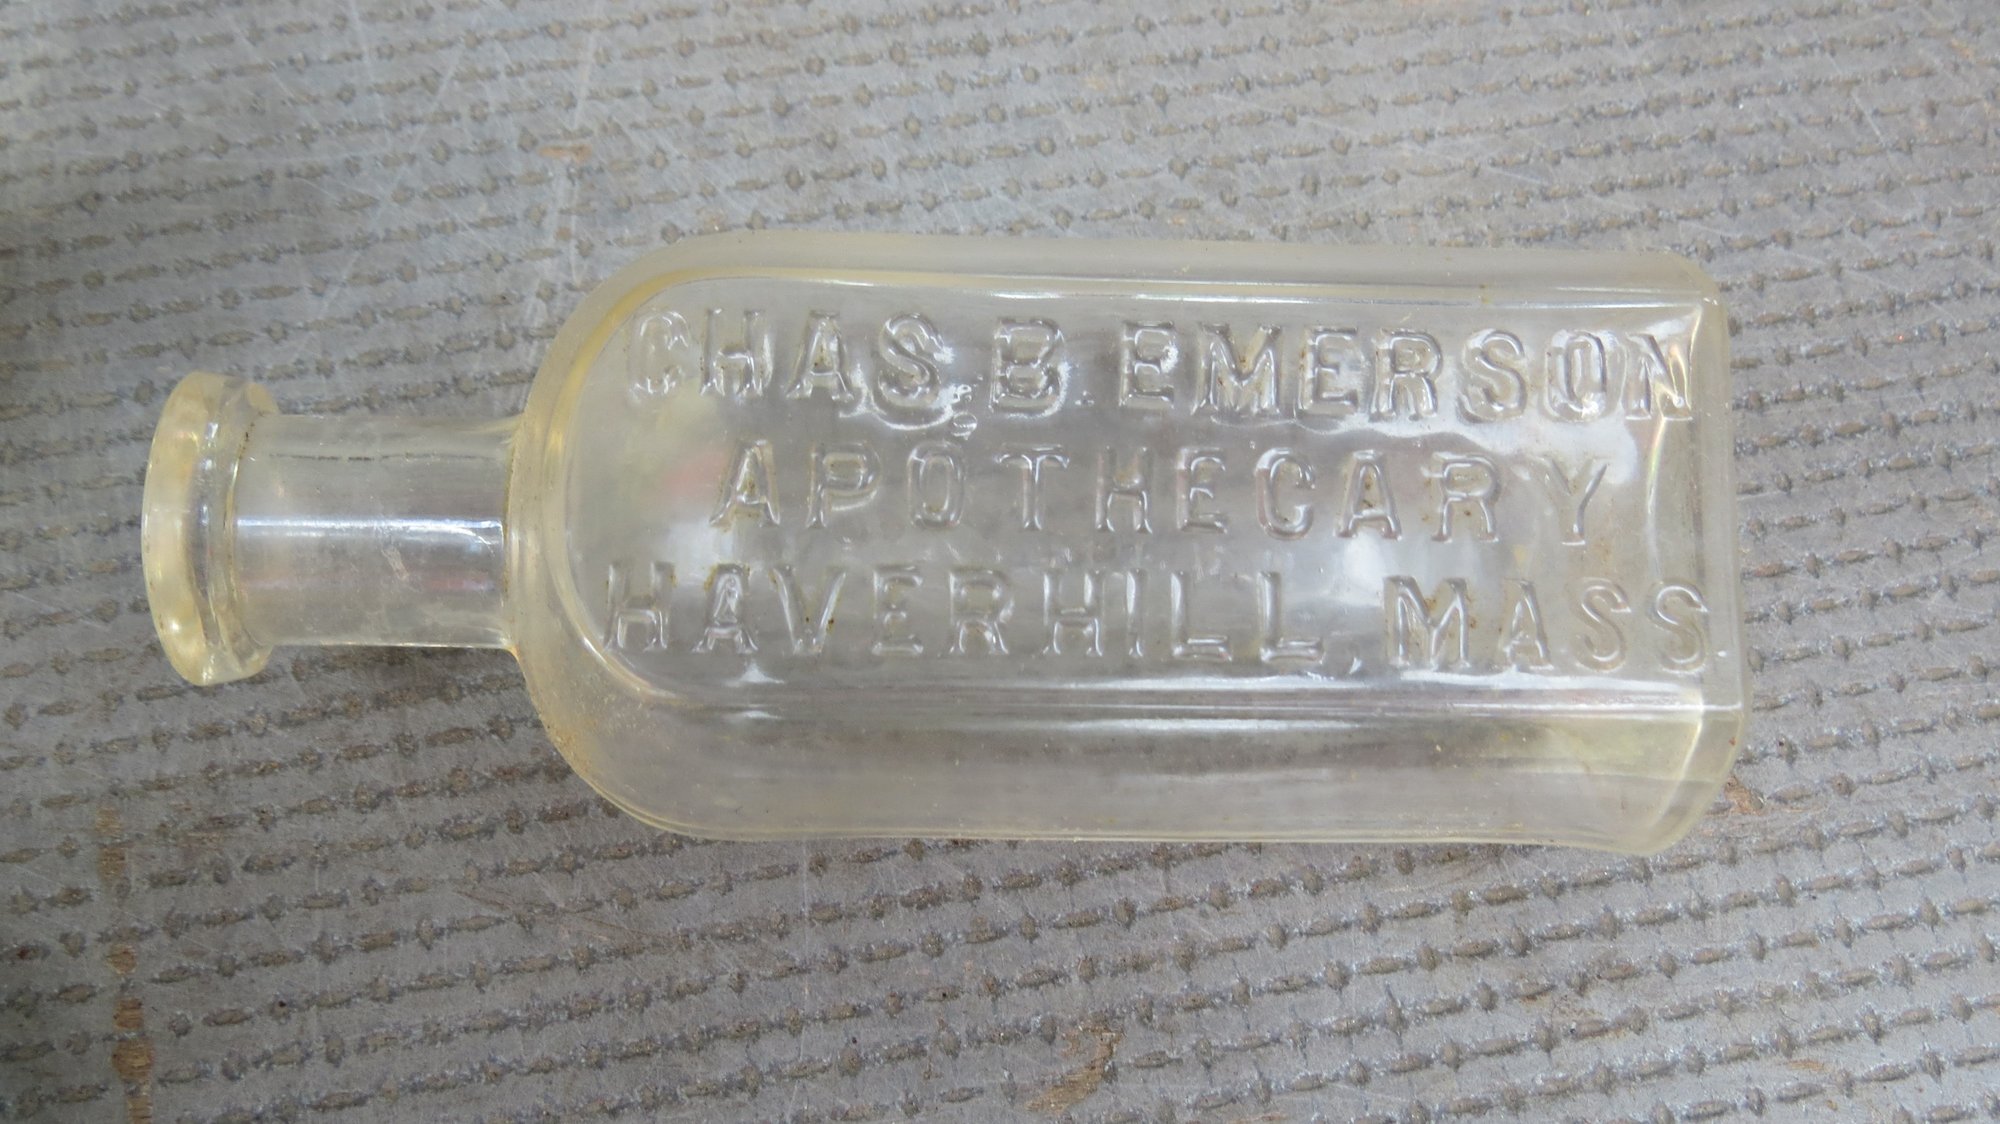 CHAS. B. EMERSON
APOTHECARY
HAVERHILL, MASS